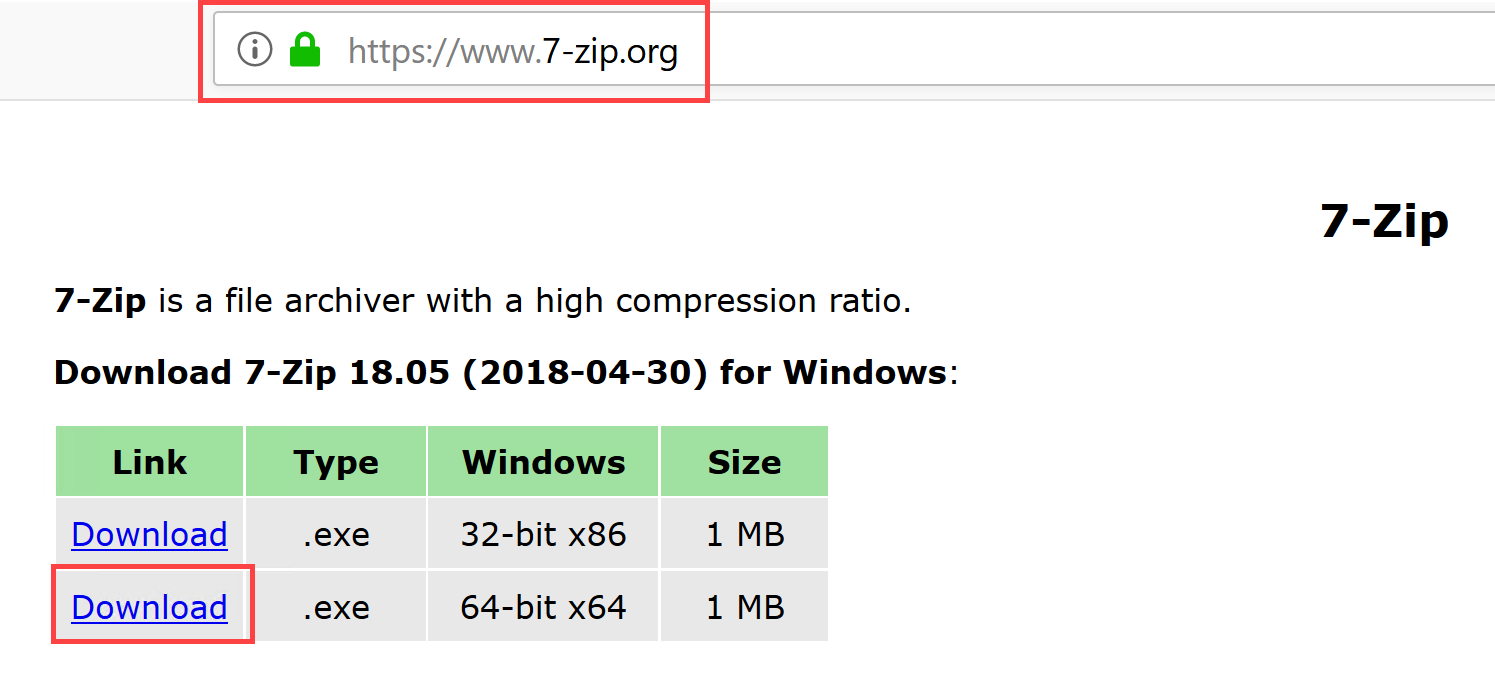 https://www.7-zip.org
7-Zip
7-Zip is a file archiver with a high compression ratio.
Download 7-Zip 18.05 (2018-04-30) for Windows:
Link Type Windows Size
Download .exe 32-bit x86 1 MB
Download .exe 64-bit x64 1 MB